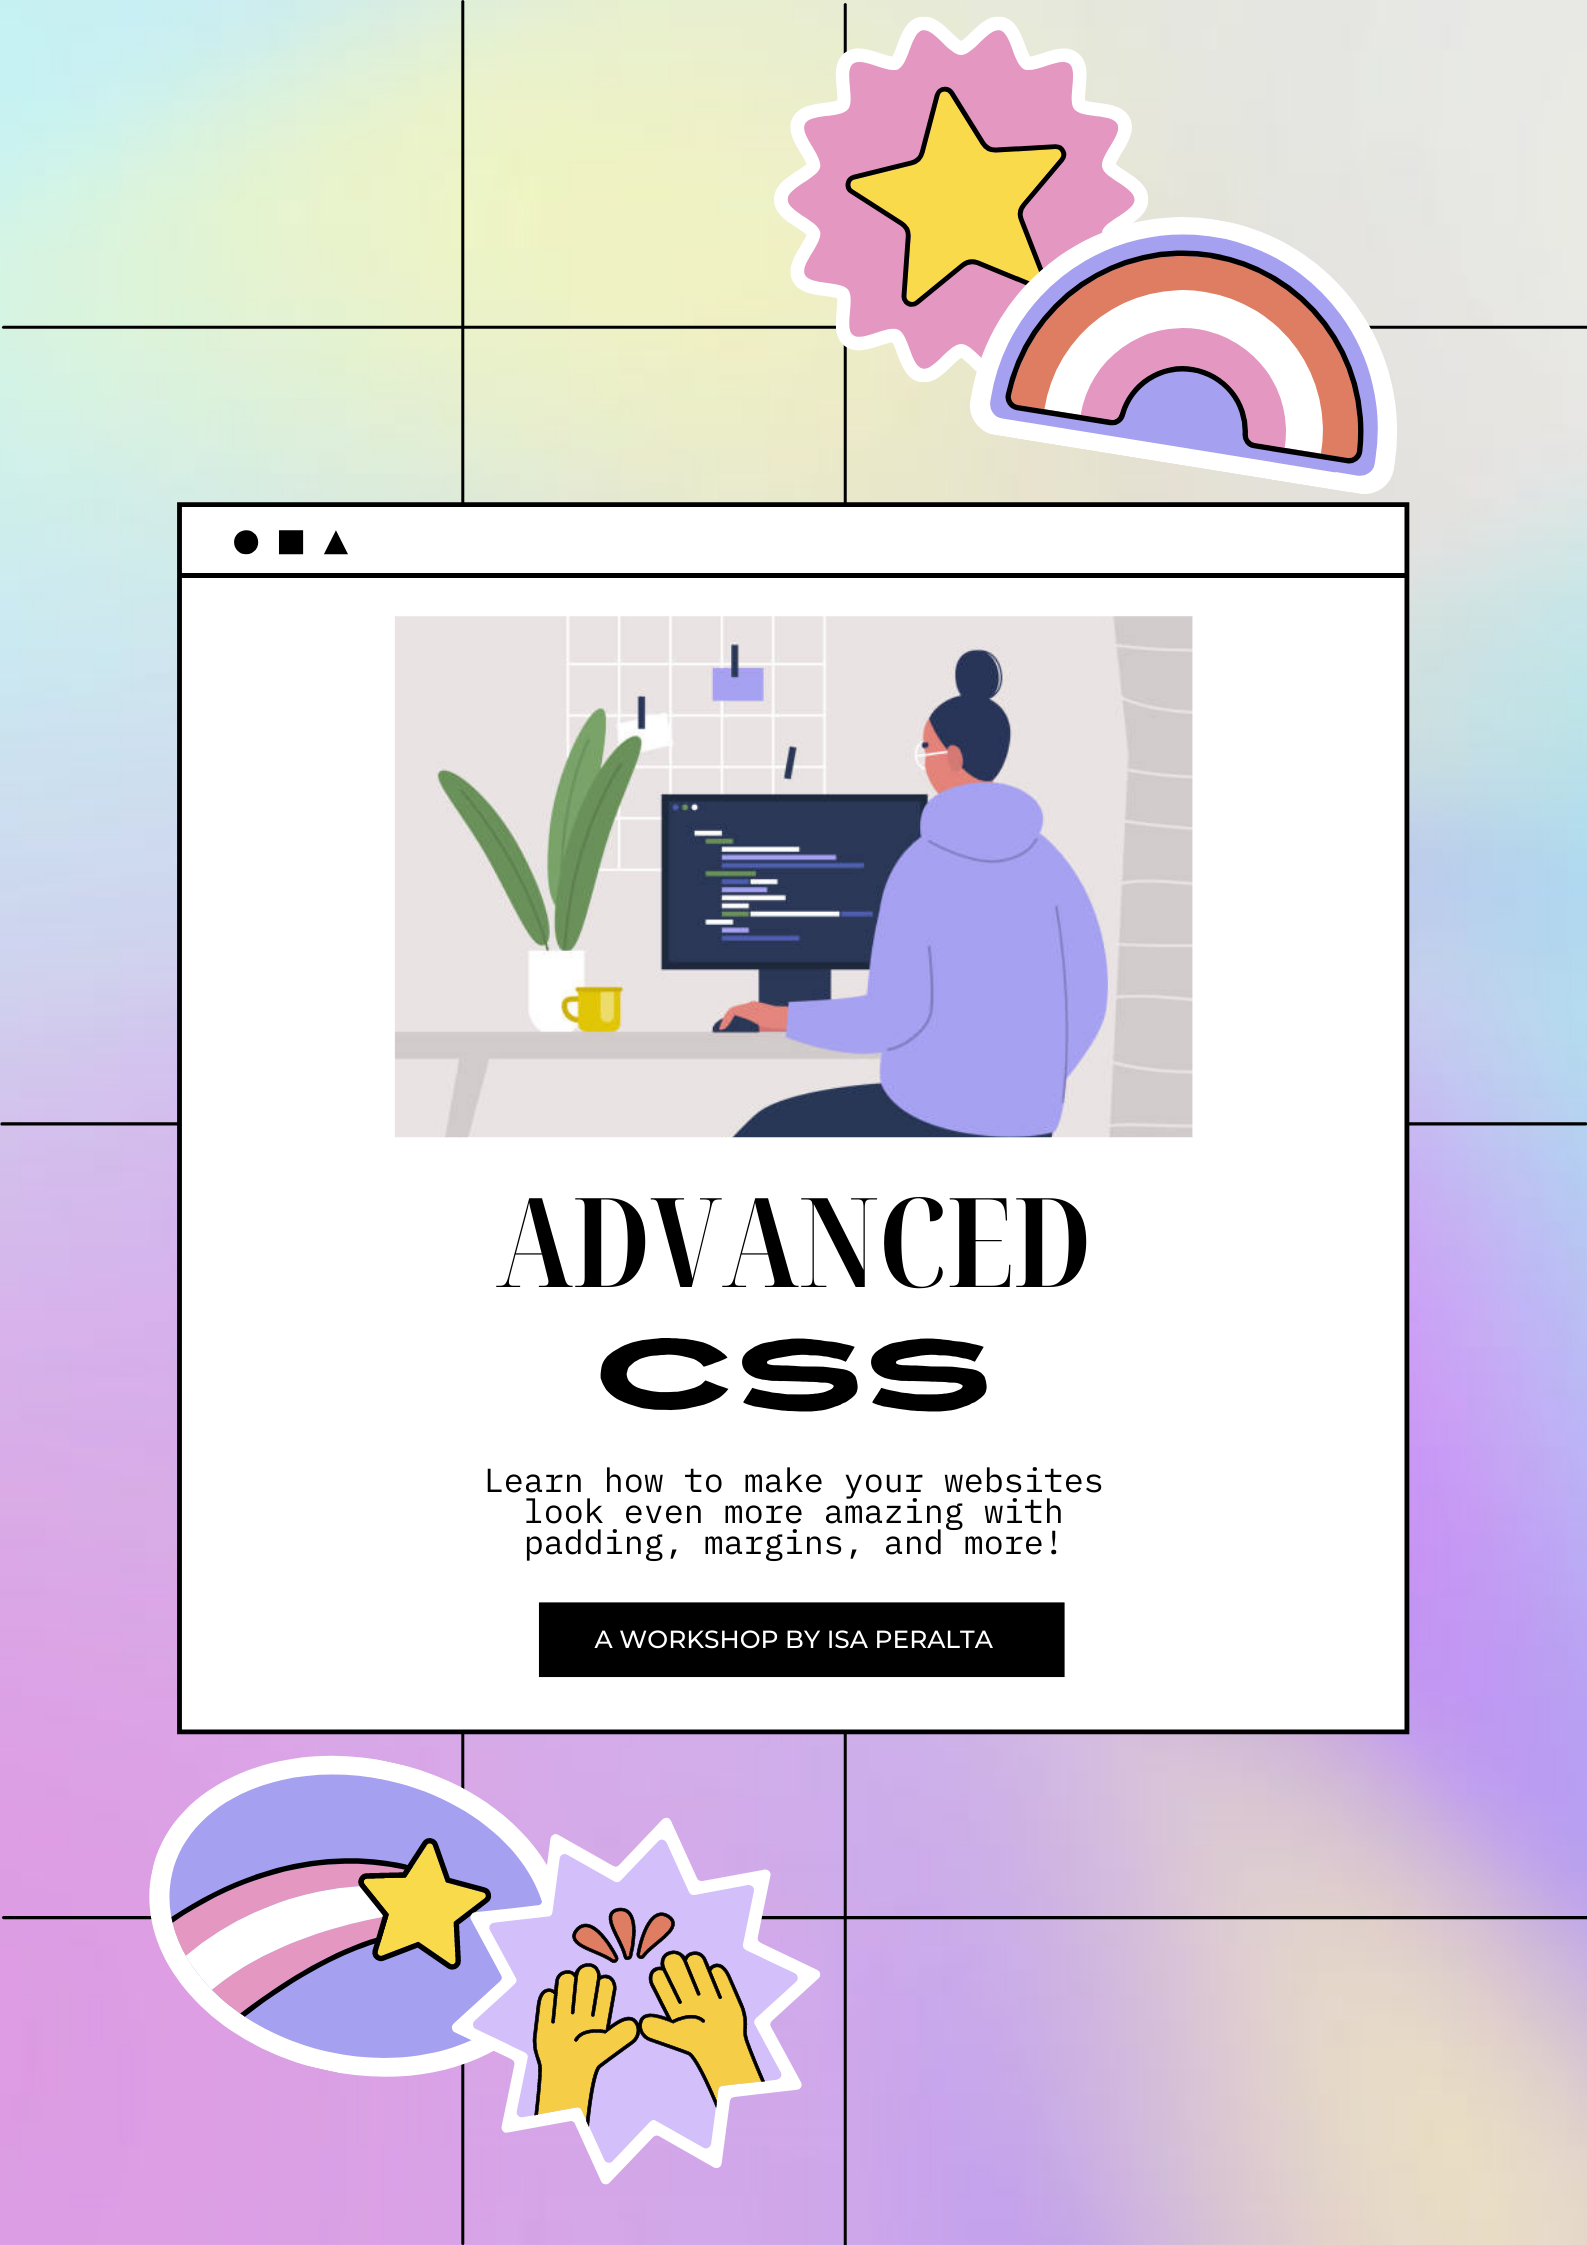 ADVANCED
CSS
Learn how to make your websites
look even more amazing with
padding, margins, and more!
A WORKSHOP BY ISA PERALTA